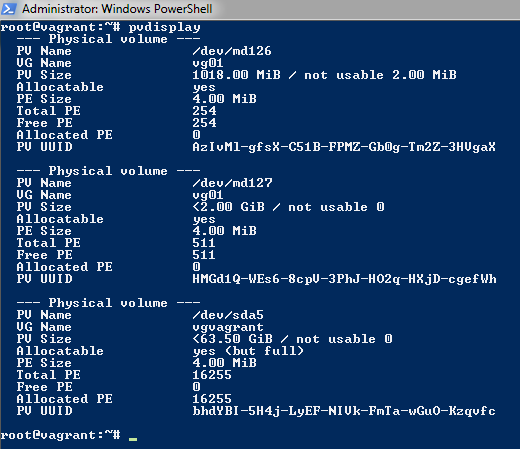 Administrator: Windows PowerShell
root@vagrant:~# pvdisplay
--- Physical volume ---
PV Name /dev/md126
VG Name vg01
PV Size 1018.00 MiB / not usable 2.00 MiB
Allocatable yes
PE Size 4.00 MiB
Total PE 254
Free PE 254
Allocated PE 0
PV UUID AzIvMl-gfsX-C51B-FPMZ-Gb0g-Tm2Z-3HVgaX
--- Physical volume ---
PV Name /dev/md127
VG Name vg01
PV Size <2.00 GiB / not usable 0
Allocatable yes
PE Size 4.00 MiB
Total PE 511
Free PE 511
Allocated PE 0
PV UUID HMGd1Q-WEs6-8cpV-3PhJ-HO2q-HXjD-cgefWh
--- Physical volume ---
PV Name /dev/sda5
VG Name vgvagrant
PV Size <63.50 GiB / not usable 0
Allocatable yes (but full)
PE Size 4.00 MiB
Total PE 16255
Free PE 0
Allocated PE 16255
PV UUID bhdYBI-5H4j-LyEF-NIVk-FmTa-wGuO-Kzqvfc
root@vagrant:~# _